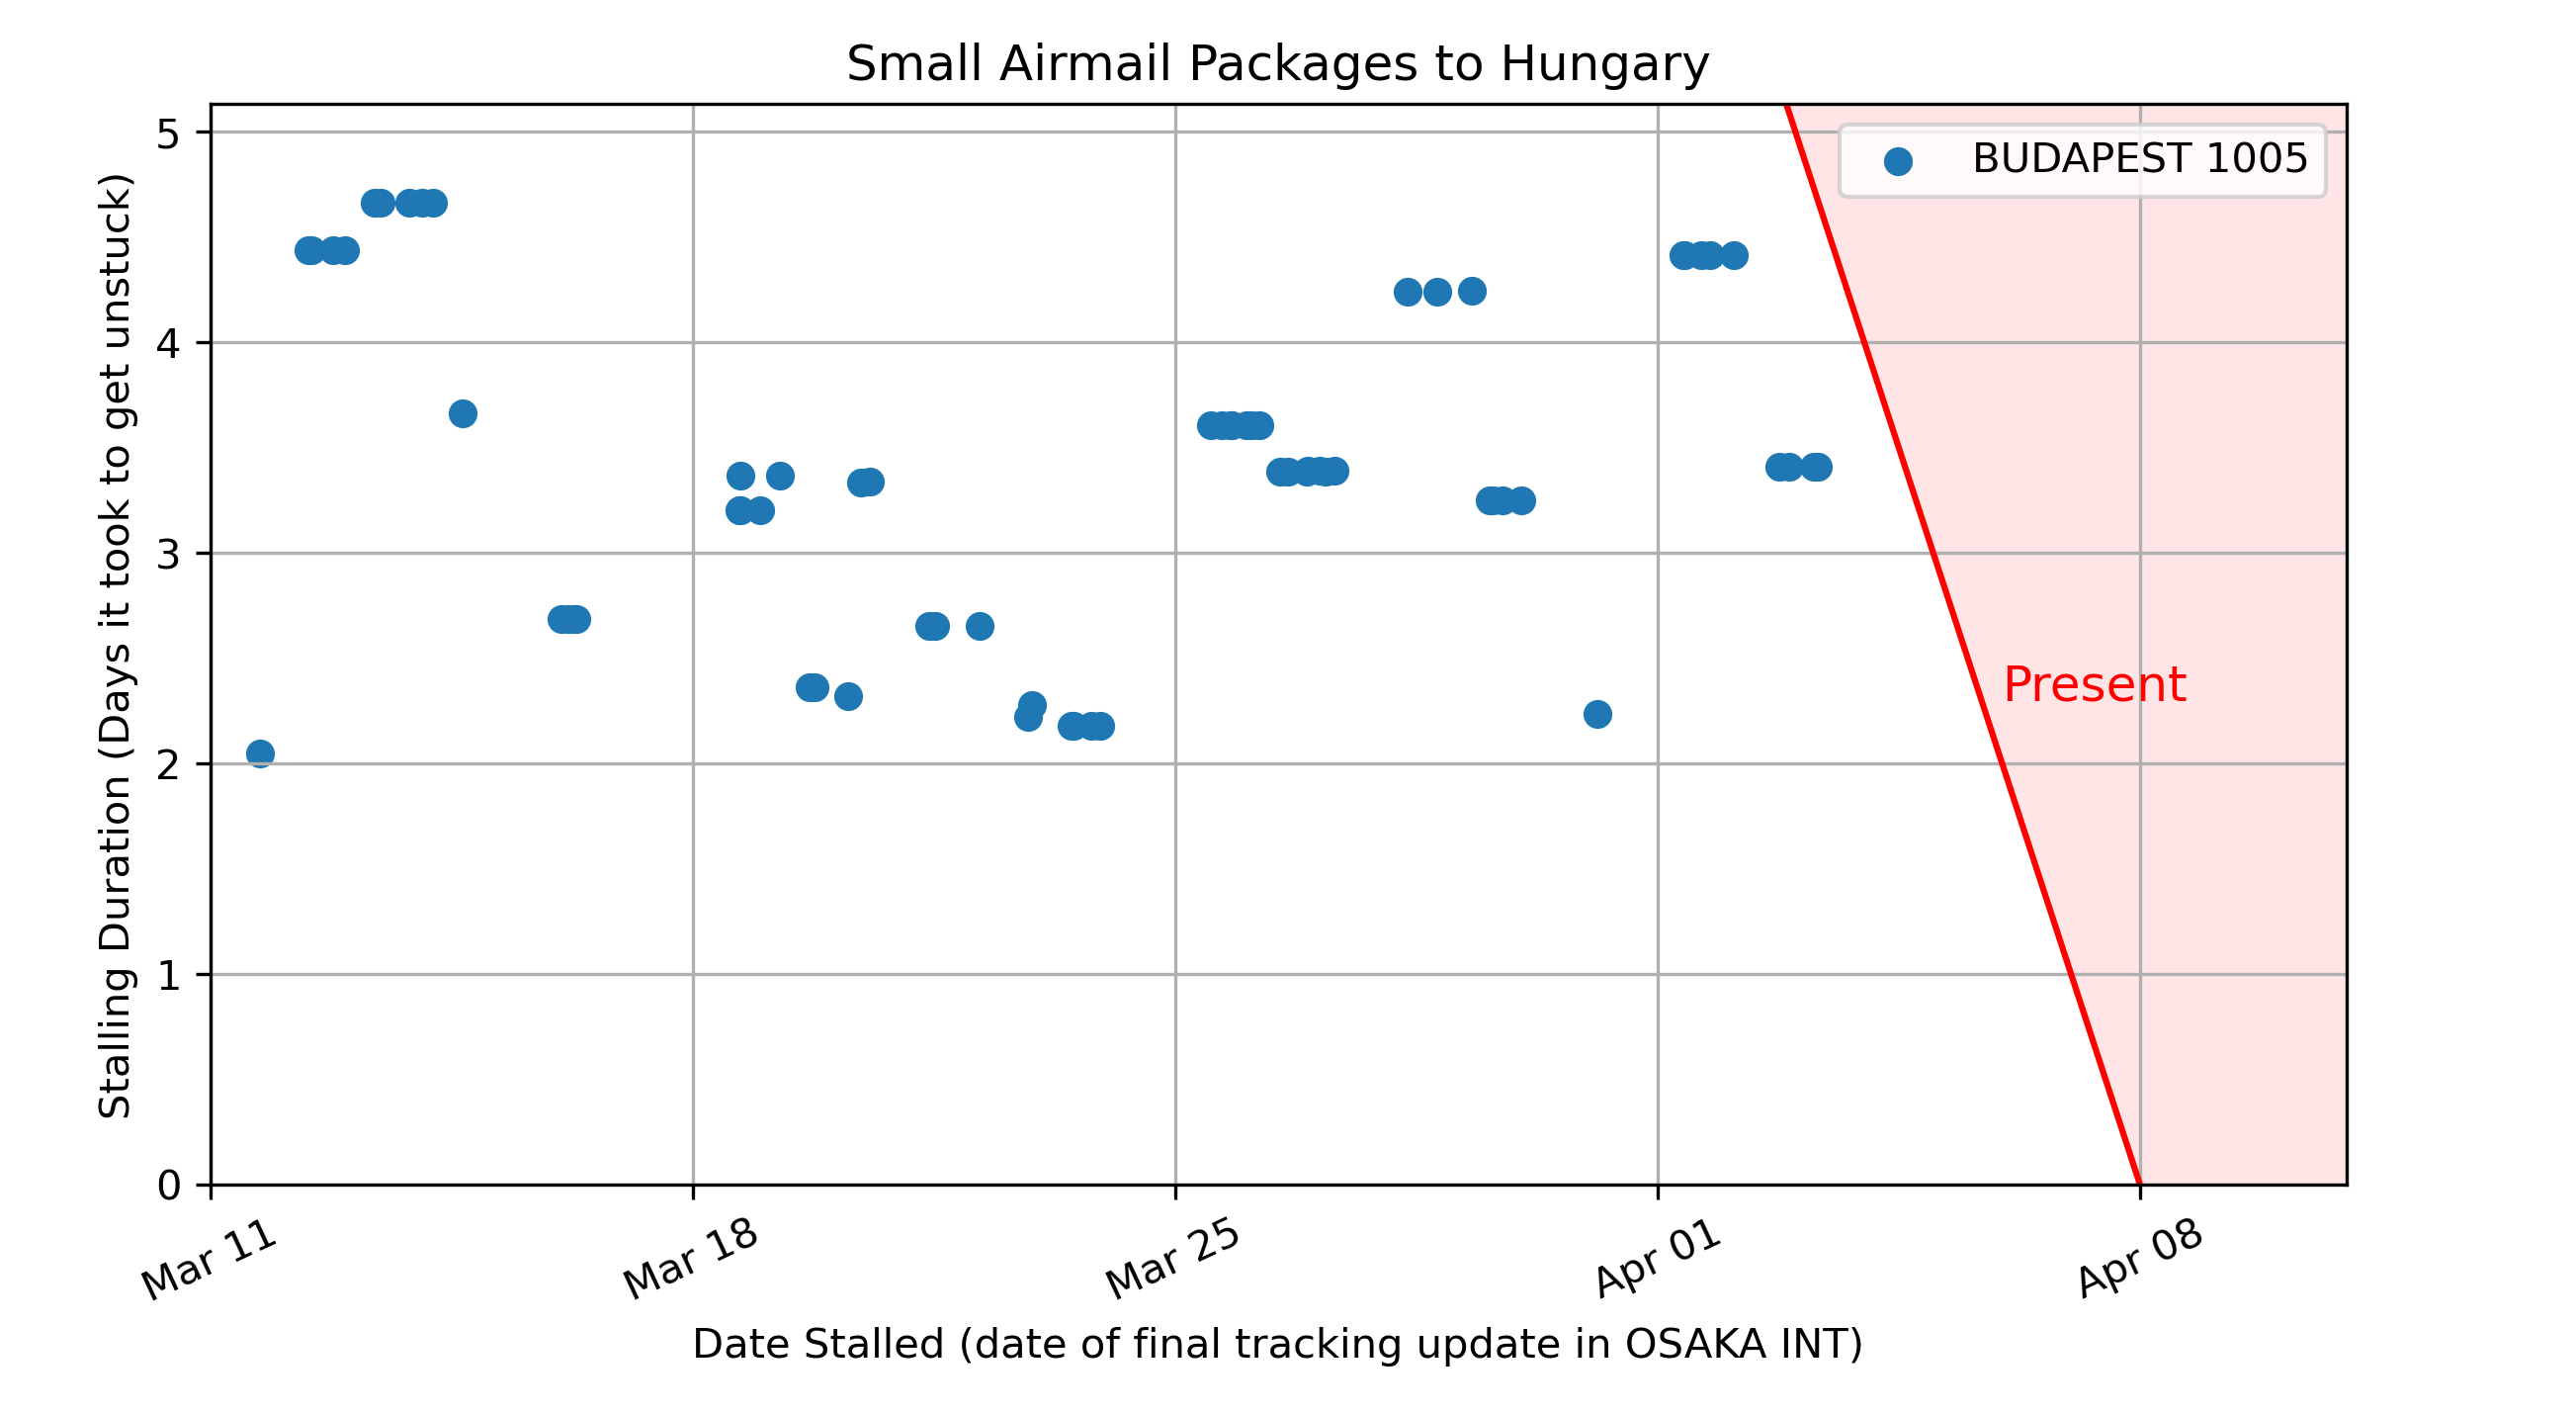 Small Airmail Packages to Hungary
BUDAPEST 1005
Stalling Duration (Days it took to get unstuck)
5
4
3
2
1
0
Present
Mar 11
Mar 18
Mar 25
Apr 01
Apr 08
Date Stalled (date of final tracking update in OSAKA INT)